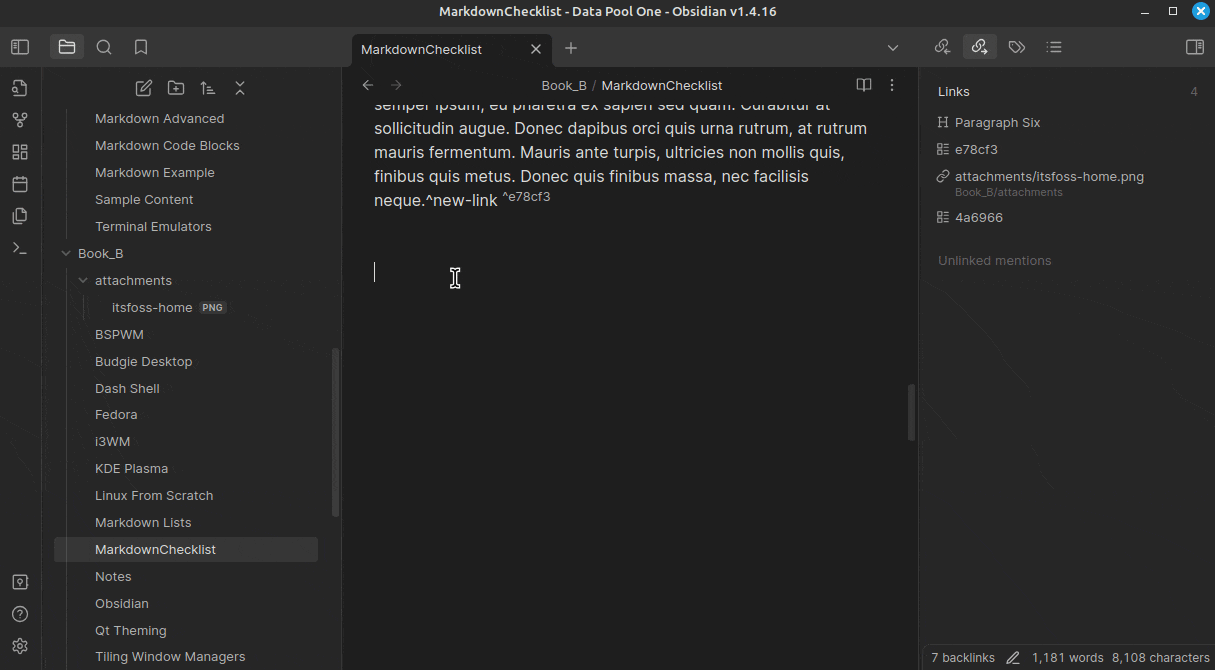 MarkdownChecklist - Data Pool One - Obsidian v1.4.16
MarkdownChecklist
Book_B / MarkdownChecklist
Markdown Advanced
Markdown Code Blocks
Markdown Example
Sample Content
Terminal Emulators
Book_B
attachments
itsfoss-home PNG
BSPWM
Budgie Desktop
Dash Shell
Fedora
i3WM
KDE Plasma
Linux From Scratch
Markdown Lists
MarkdownChecklist
Notes
Obsidian
Qt Theming
Tiling Window Managers
semper ipsum, eu pharetra ex sapien sed quam. Curabitur at
sollicitudin augue. Donec dapibus orci quis urna rutrum, at rutrum
mauris fermentum. Mauris ante turpis, ultricies non mollis quis,
finibus quis metus. Donec quis finibus massa, nec facilisis
neque.^new-link ^e78cf3
Links 4
Paragraph Six
e78cf3
attachments/itsfoss-home.png
Book_B/attachments
4a6966
Unlinked mentions
7 backlinks 1,181 words 8,108 characters